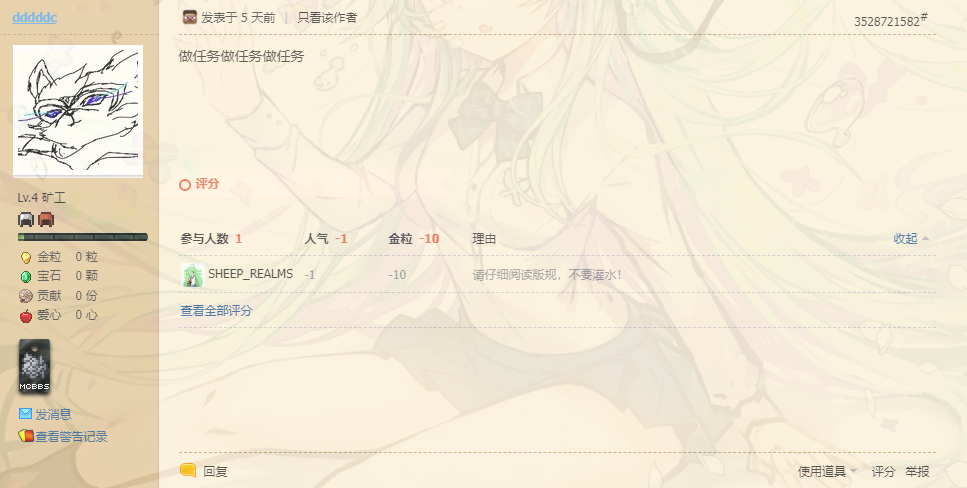 dddddc
发表于 5 天前 | 只看该作者
3528721582#
做任务做任务做任务
Lv.4 矿工
金粒 0 粒
宝石 0 颗
贡献 0 份
爱心 0 心
MCBBS
发消息
查看警告记录
评分
参与人数 1 人气 -1 金粒 -10 理由 收起
SHEEP_REALMS -1 -10 请仔细阅读版规，不要灌水！
查看全部评分
回复 使用道具 评分 举报